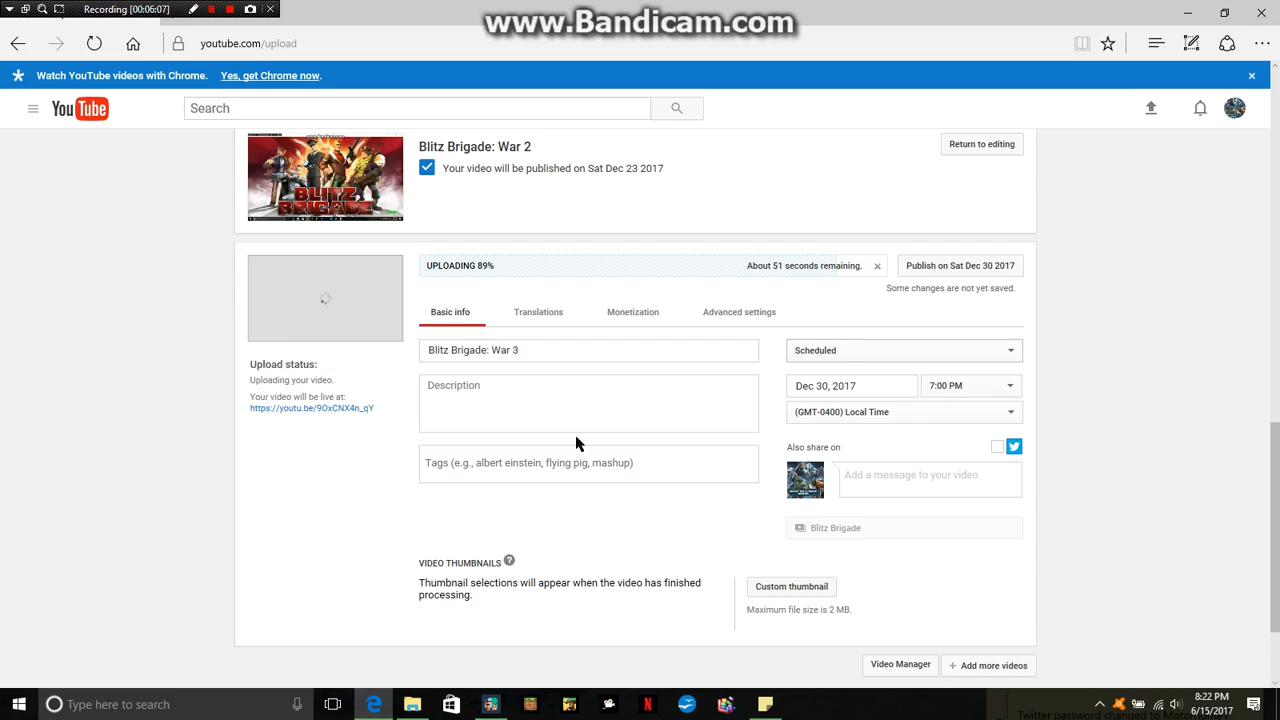 Recording [00:06:07]
www.Bandicam.com
youtube.com/upload
Watch YouTube videos with Chrome. Yes, get Chrome now.
YouTube
Search
BLITZ BRIGADE
Blitz Brigade: War 2
Return to editing
Your video will be published on Sat Dec 23 2017
UPLOADING 89% About 51 seconds remaining.
Publish on Sat Dec 30 2017
Some changes are not yet saved.
Basic info Translations Monetization Advanced settings
Upload status:
Uploading your video.
Your video will be live at:
https://youtu.be/9OxCNX4n_qY
Blitz Brigade: War 3
Description
Tags (e.g., albert einstein, flying pig, mashup)
Scheduled
Dec 30, 2017 7:00 PM
(GMT-0400) Local Time
Also share on
Add a message to your video
Blitz Brigade
VIDEO THUMBNAILS ?
Thumbnail selections will appear when the video has finished
processing.
Custom thumbnail
Maximum file size is 2 MB.
Video Manager + Add more videos
Type here to search
8:22 PM
6/15/2017
Twitter password changed to